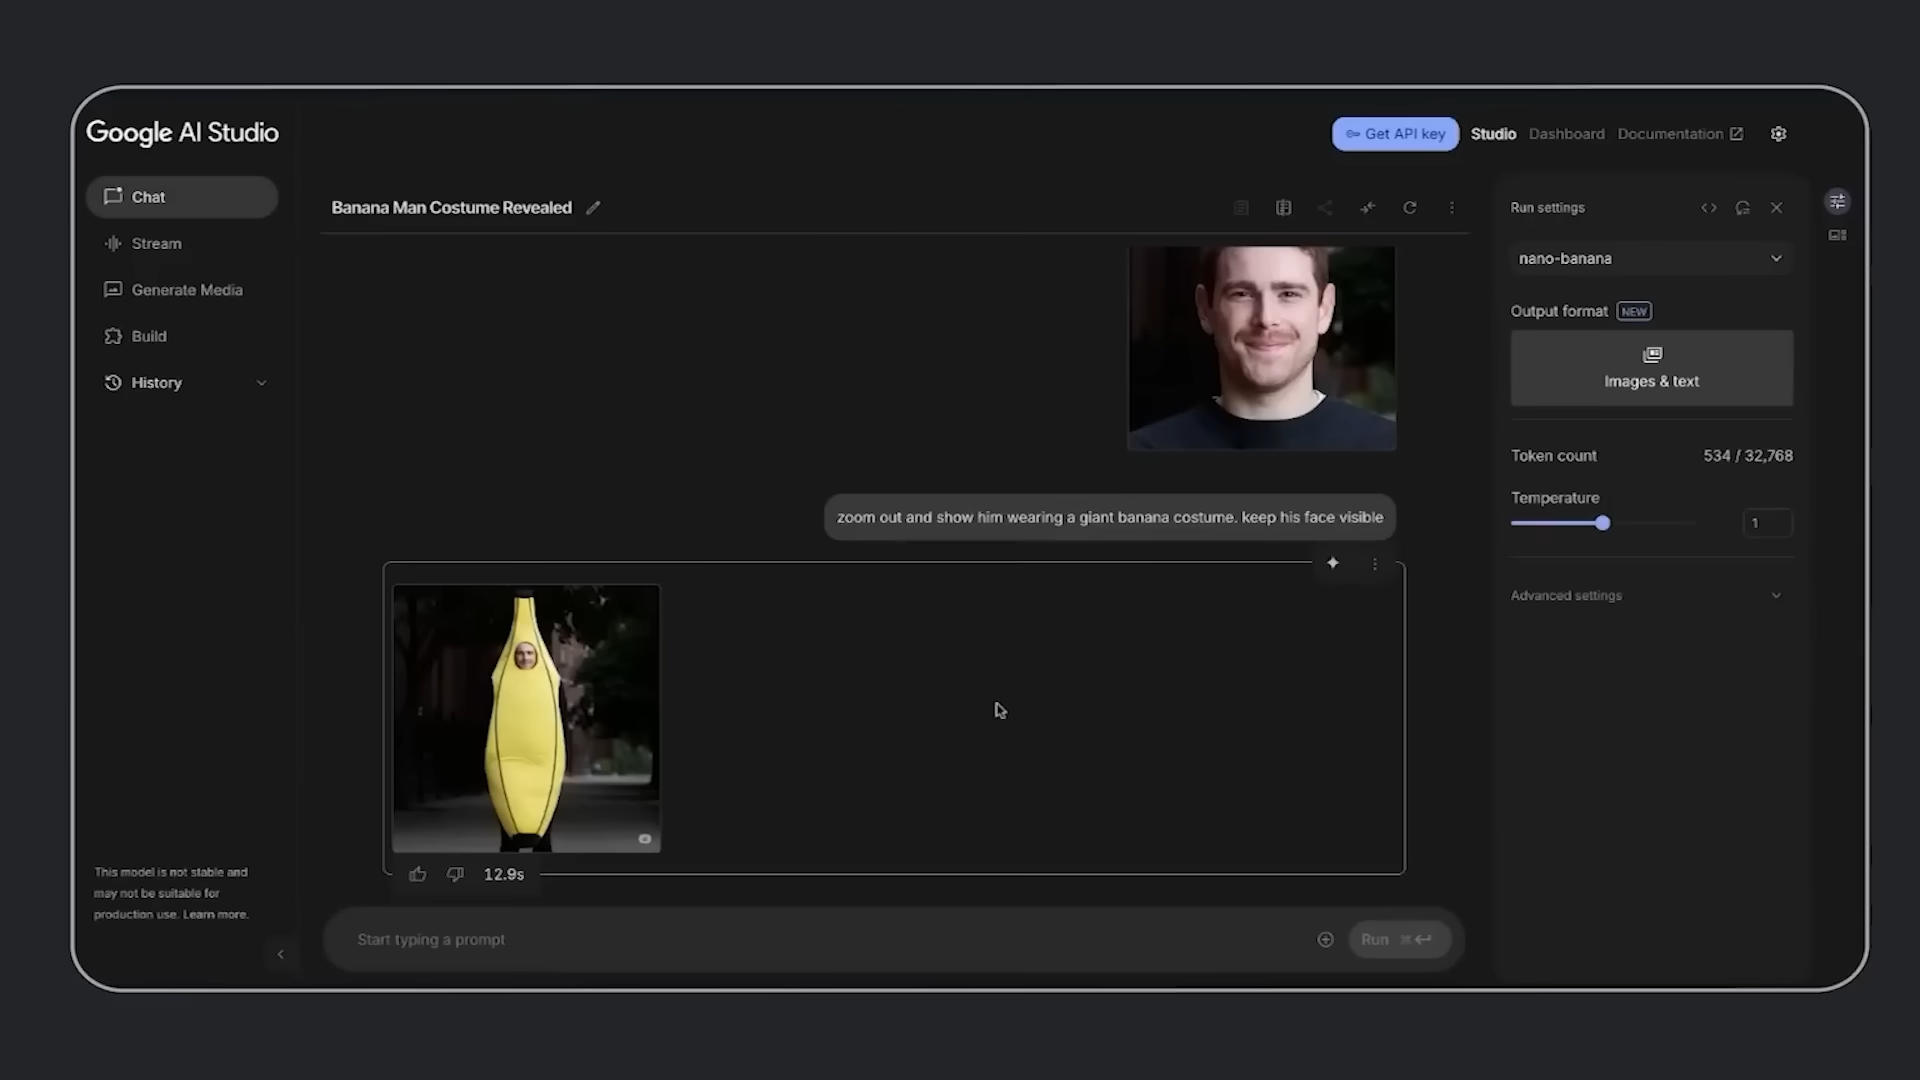 Google AI Studio
Get API key
Studio
Dashboard
Documentation
Chat
Stream
Generate Media
Build
History
This model is not stable and
may not be suitable for
production use. Learn more.
Banana Man Costume Revealed
zoom out and show him wearing a giant banana costume. keep his face visible
12.9s
Start typing a prompt
Run ⌘↵
Run settings
nano-banana
Output format NEW
Images & text
Token count 534 / 32,768
Temperature
1
Advanced settings